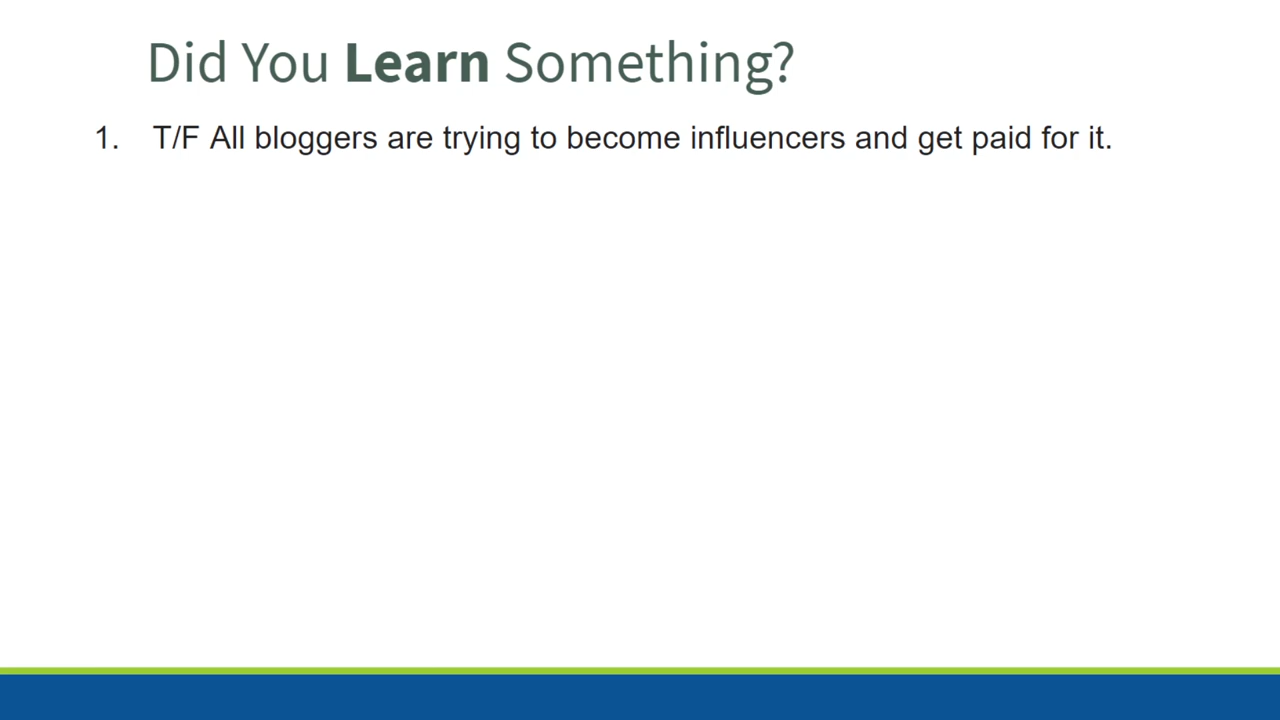 Did You Learn Something?
1. T/F All bloggers are trying to become influencers and get paid for it.